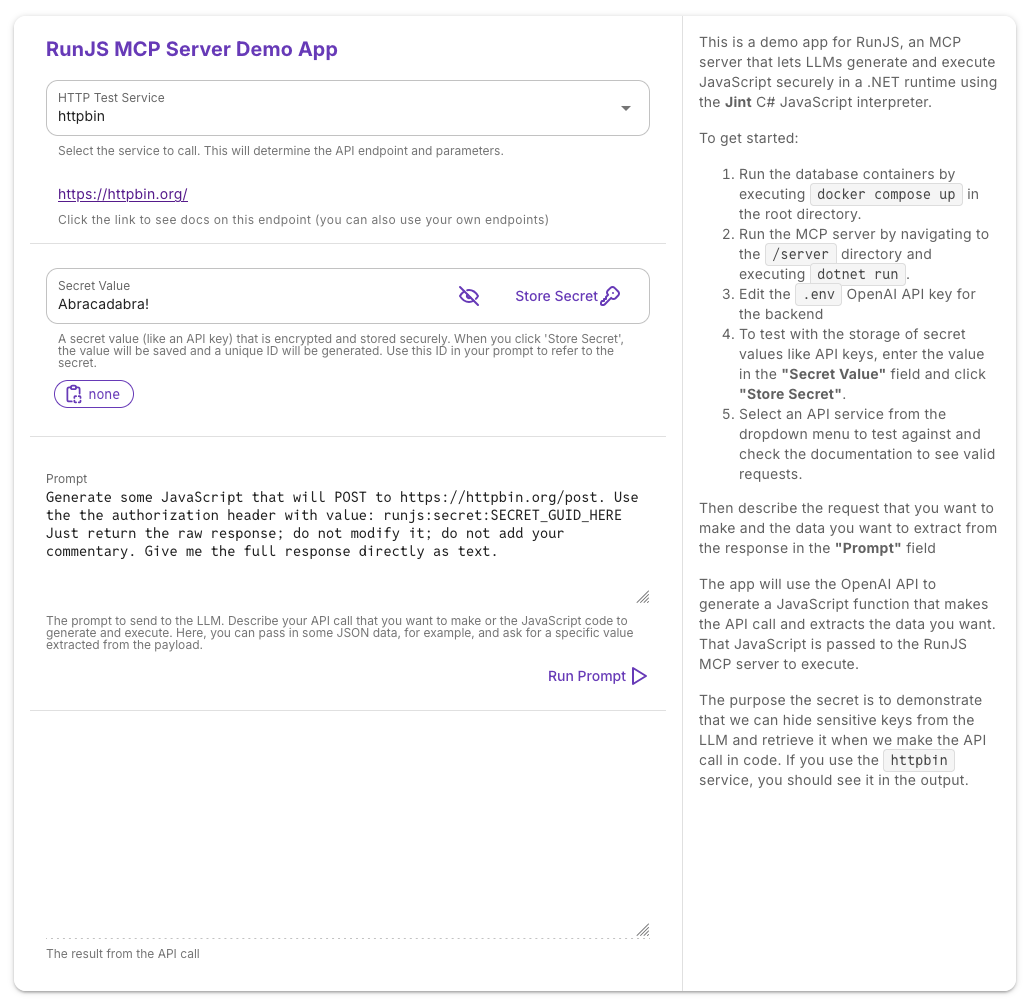 RunJS MCP Server Demo App
HTTP Test Service
httpbin
Select the service to call. This will determine the API endpoint and parameters.
https://httpbin.org/
Click the link to see docs on this endpoint (you can also use your own endpoints)
Secret Value
Abracadabra!
Store Secret
A secret value (like an API key) that is encrypted and stored securely. When you click 'Store Secret',
the value will be saved and a unique ID will be generated. Use this ID in your prompt to refer to the
secret.
none
Prompt
Generate some JavaScript that will POST to https://httpbin.org/post. Use
the the authorization header with value: runjs:secret:SECRET_GUID_HERE
Just return the raw response; do not modify it; do not add your
commentary. Give me the full response directly as text.
The prompt to send to the LLM. Describe your API call that you want to make or the JavaScript code to
generate and execute. Here, you can pass in some JSON data, for example, and ask for a specific value
extracted from the payload.
Run Prompt
The result from the API call
This is a demo app for RunJS, an MCP
server that lets LLMs generate and execute
JavaScript securely in a .NET runtime using
the Jint C# JavaScript interpreter.
To get started:
1. Run the database containers by
executing docker compose up in
the root directory.
2. Run the MCP server by navigating to
the /server directory and
executing dotnet run.
3. Edit the .env OpenAI API key for
the backend
4. To test with the storage of secret
values like API keys, enter the value
in the "Secret Value" field and click
"Store Secret".
5. Select an API service from the
dropdown menu to test against and
check the documentation to see valid
requests.
Then describe the request that you want to
make and the data you want to extract from
the response in the "Prompt" field
The app will use the OpenAI API to
generate a JavaScript function that makes
the API call and extracts the data you want.
That JavaScript is passed to the RunJS
MCP server to execute.
The purpose the secret is to demonstrate
that we can hide sensitive keys from the
LLM and retrieve it when we make the API
call in code. If you use the httpbin
service, you should see it in the output.